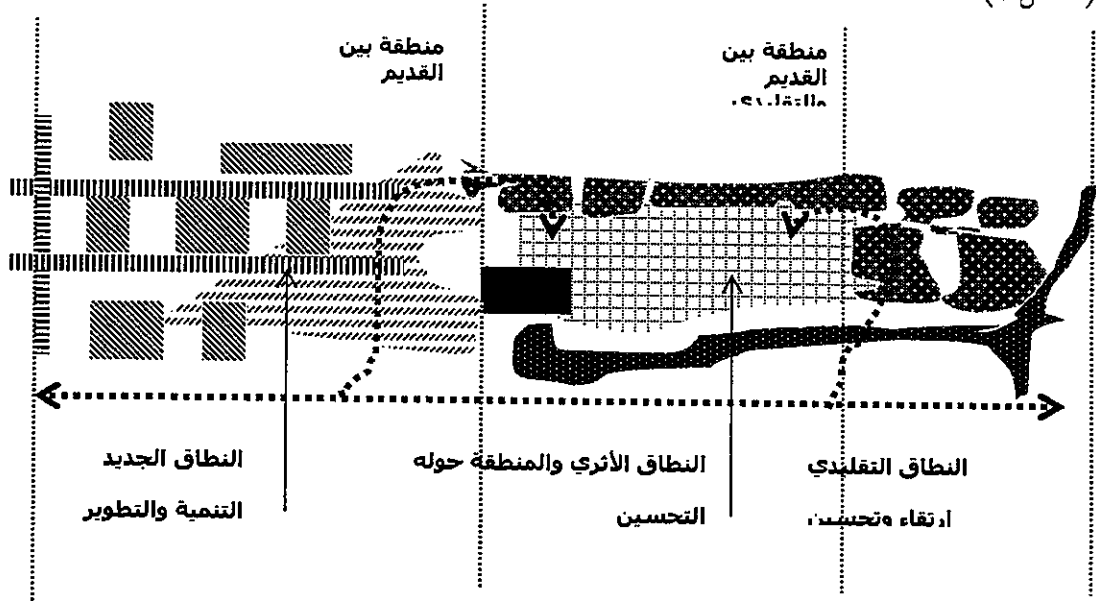 منطقة بين
القديم
والتقليدي
منطقة بين
القديم
النطاق التقليدي
ارتقاء وتحسين
النطاق الأثري والمنطقة حوله
التحسين
النطاق الجديد
التنمية والتطوير